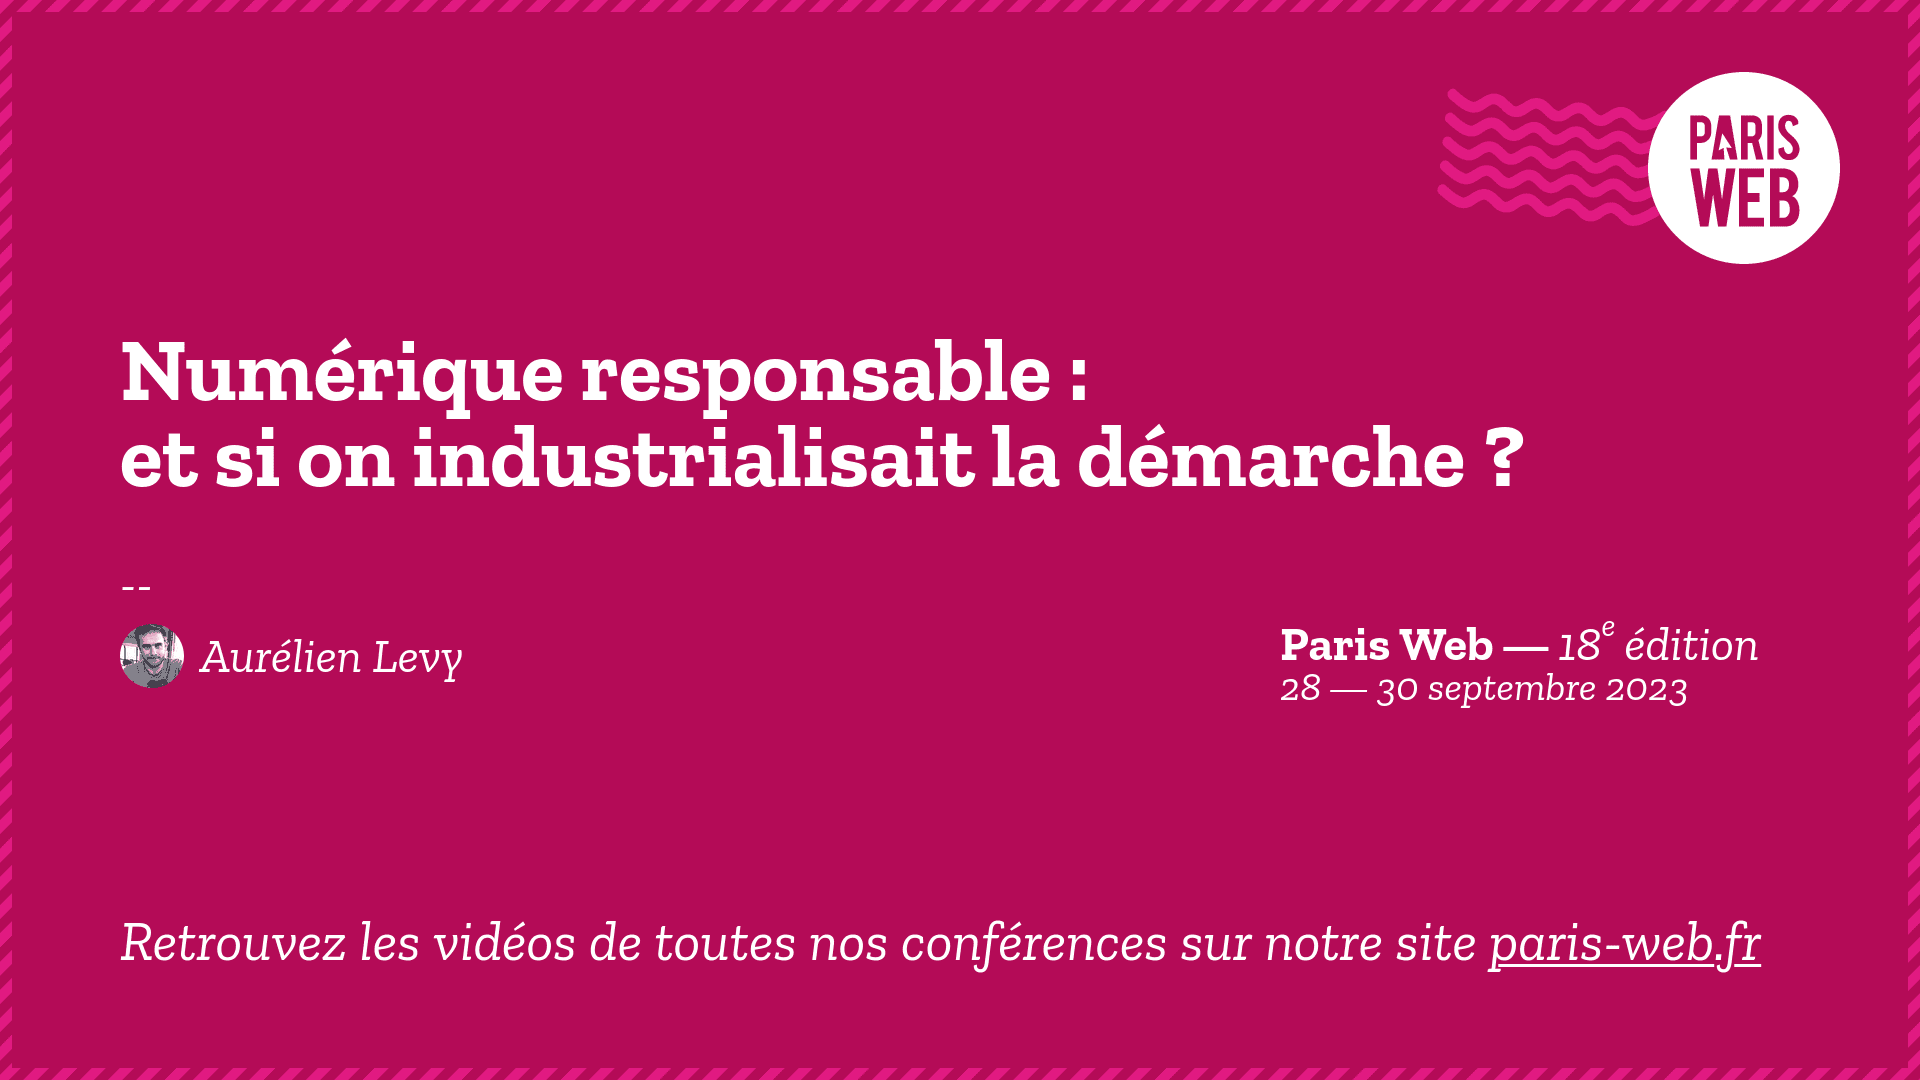 PARIS
WEB
Numérique responsable :
et si on industrialisait la démarche ?
--
Aurélien Levy
Paris Web — 18e édition
28 — 30 septembre 2023
Retrouvez les vidéos de toutes nos conférences sur notre site paris-web.fr